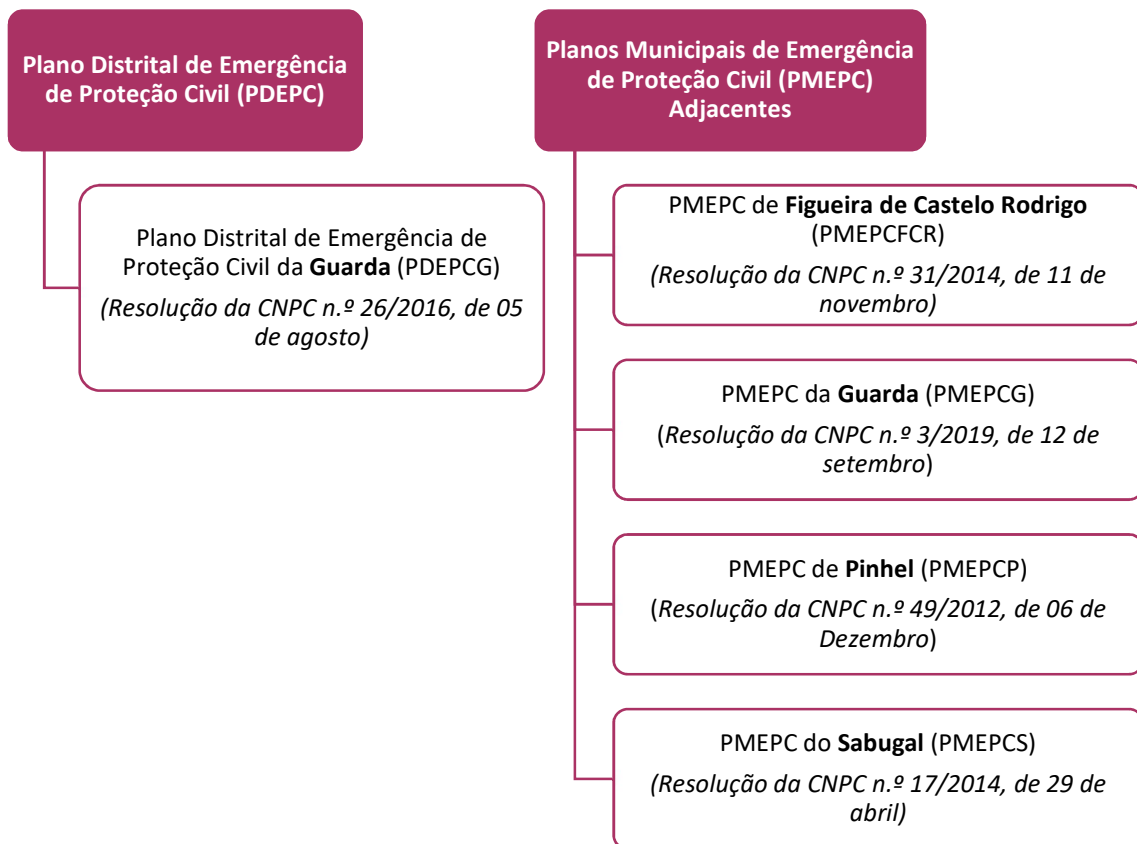 Plano Distrital de Emergência
de Proteção Civil (PDEPC)
Plano Distrital de Emergência de
Proteção Civil da Guarda (PDEPCG)
(Resolução da CNPC n.º 26/2016, de 05
de agosto)
Planos Municipais de Emergência
de Proteção Civil (PMEPC)
Adjacentes
PMEPC de Figueira de Castelo Rodrigo
(PMEPCFCR)
(Resolução da CNPC n.º 31/2014, de 11 de
novembro)
PMEPC da Guarda (PMEPCG)
(Resolução da CNPC n.º 3/2019, de 12 de
setembro)
PMEPC de Pinhel (PMEPCP)
(Resolução da CNPC n.º 49/2012, de 06 de
Dezembro)
PMEPC do Sabugal (PMEPCS)
(Resolução da CNPC n.º 17/2014, de 29 de
abril)